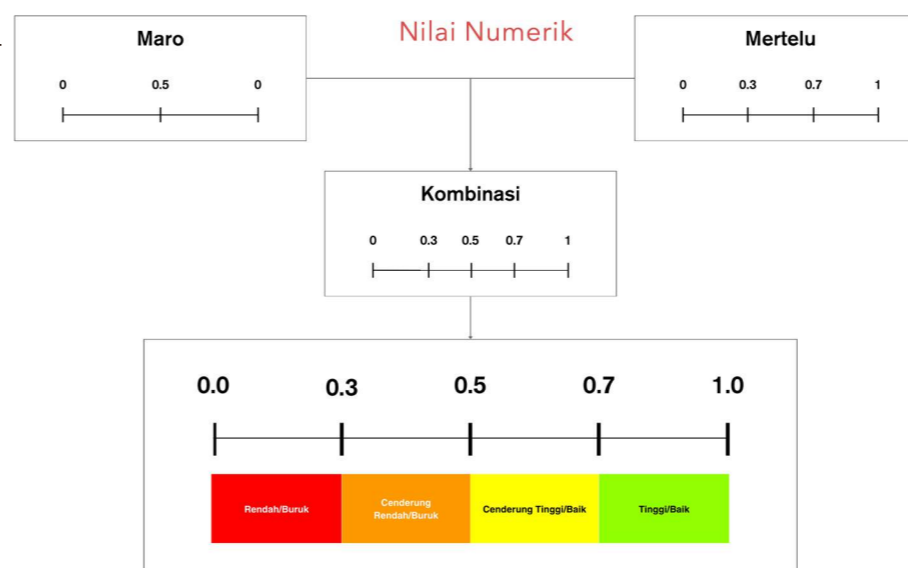 Nilai Numerik
Maro
0 0.5 0
Mertelu
0 0.3 0.7 1
Kombinasi
0 0.3 0.5 0.7 1
0.0 0.3 0.5 0.7 1.0
Rendah/Buruk
Cenderung
Rendah/Buruk
Cenderung Tinggi/Baik
Tinggi/Baik